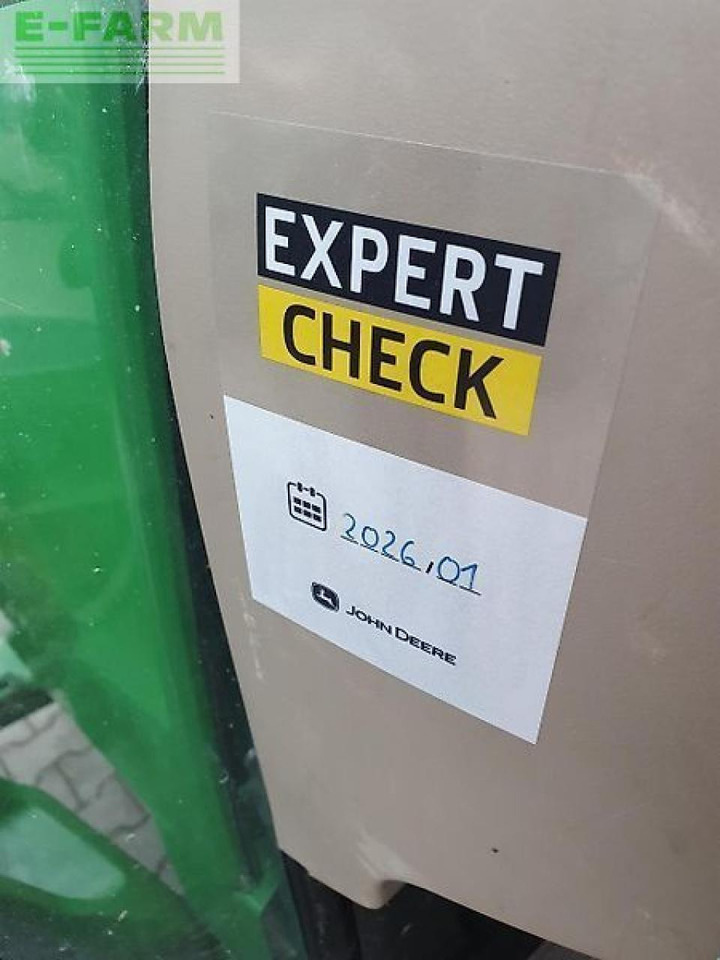 E-FARM
EXPERT
CHECK
2026,01
JOHN DEERE